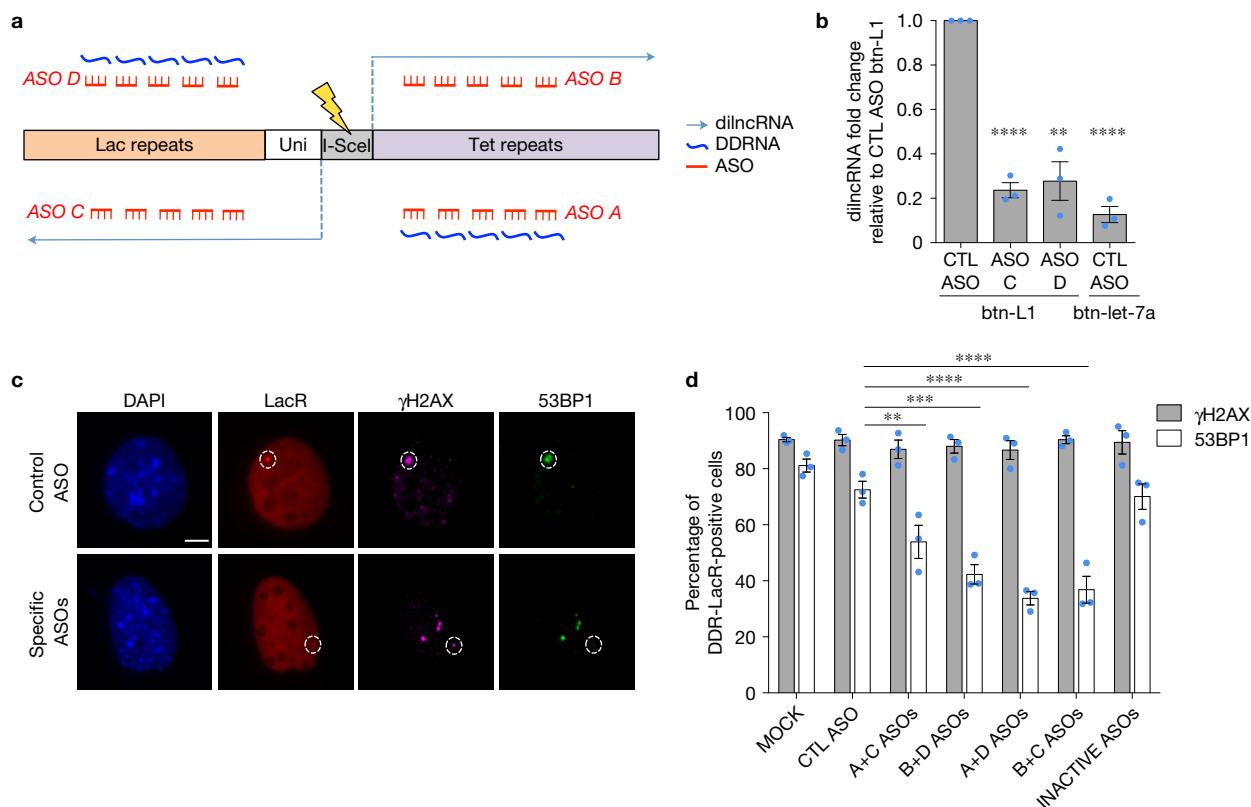 a
ASO D
ASO B
Lac repeats
Uni
I-SceI
Tet repeats
dilncRNA
DDRNA
ASO
ASO C
ASO A
b
dilncRNA fold change
relative to CTL ASO btn-L1
1.0
0.8
0.6
0.4
0.2
0
****
**
****
CTL ASO
ASO C
ASO D
CTL ASO
btn-L1
btn-let-7a
c
DAPI
LacR
γH2AX
53BP1
Control
ASO
Specific
ASOs
d
****
****
***
**
γH2AX
53BP1
Percentage of
DDR-LacR-positive cells
100
80
60
40
20
0
MOCK
CTL ASO
A+C ASOs
B+D ASOs
A+D ASOs
B+C ASOs
INACTIVE ASOs